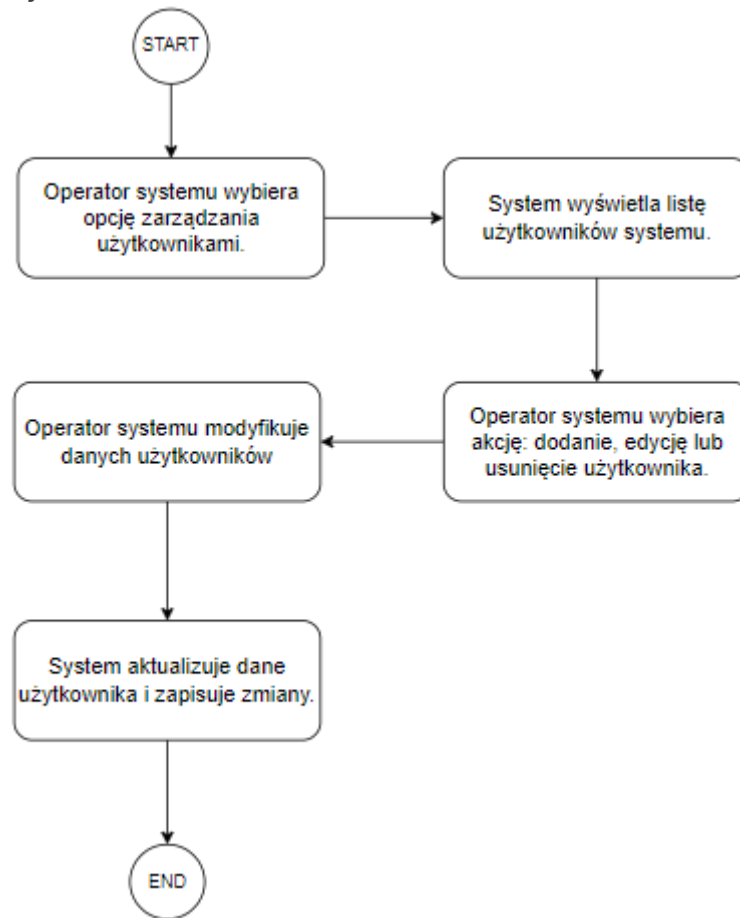 START
Operator systemu wybiera
opcję zarządzania
użytkownikami.
System wyświetla listę
użytkowników systemu.
Operator systemu wybiera
akcję: dodanie, edycję lub
usunięcie użytkownika.
Operator systemu modyfikuje
danych użytkowników
System aktualizuje dane
użytkownika i zapisuje zmiany.
END